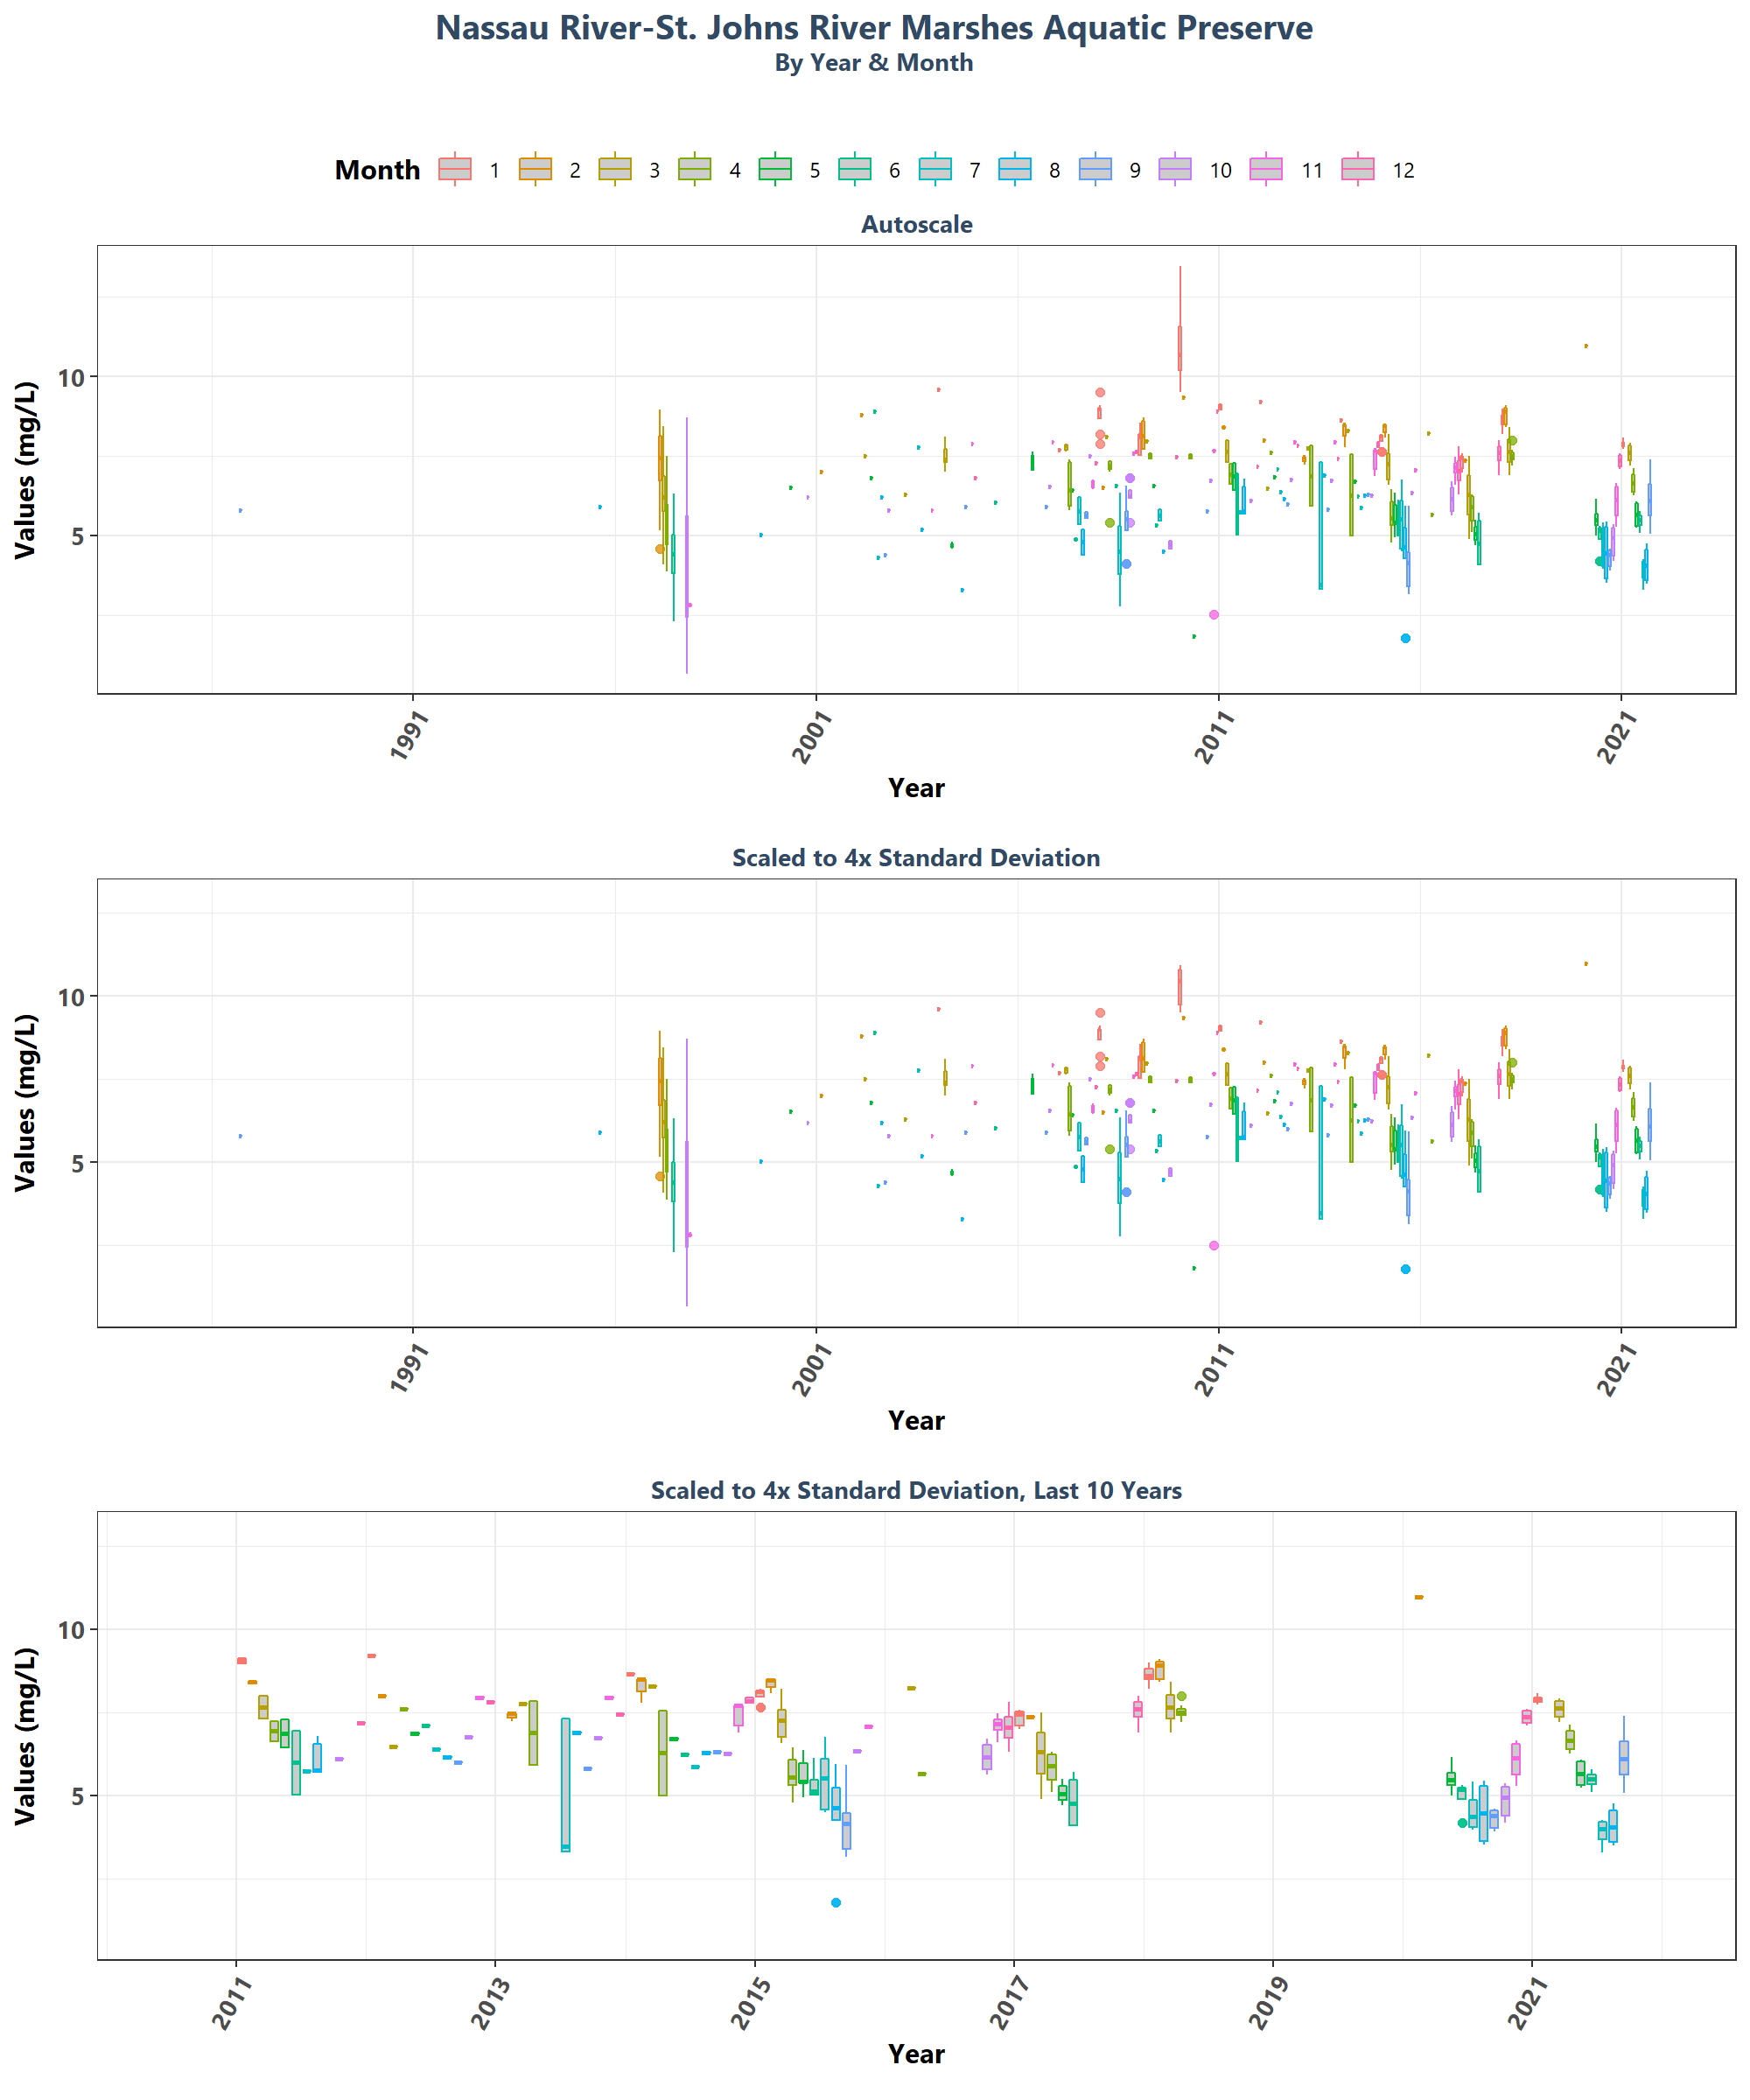 Nassau River-St. Johns River Marshes Aquatic Preserve
By Year & Month
Month 1 2 3 4 5 6 7 8 9 10 11 12
Autoscale
Values (mg/L)
10
5
1991 2001 2011 2021
Year
Scaled to 4x Standard Deviation
Values (mg/L)
10
5
1991 2001 2011 2021
Year
Scaled to 4x Standard Deviation, Last 10 Years
Values (mg/L)
10
5
2011 2013 2015 2017 2019 2021
Year